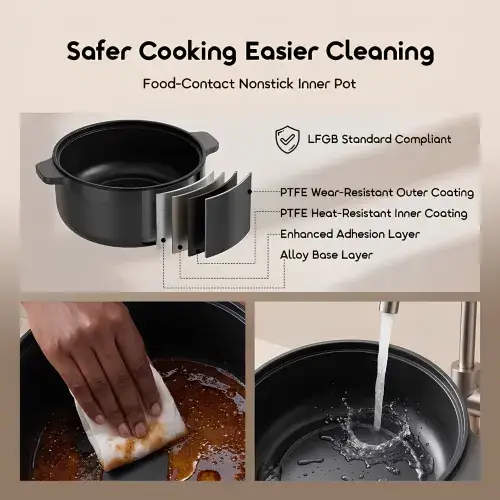 Safer Cooking Easier Cleaning
Food-Contact Nonstick Inner Pot
LFGB Standard Compliant
PTFE Wear-Resistant Outer Coating
PTFE Heat-Resistant Inner Coating
Enhanced Adhesion Layer
Alloy Base Layer